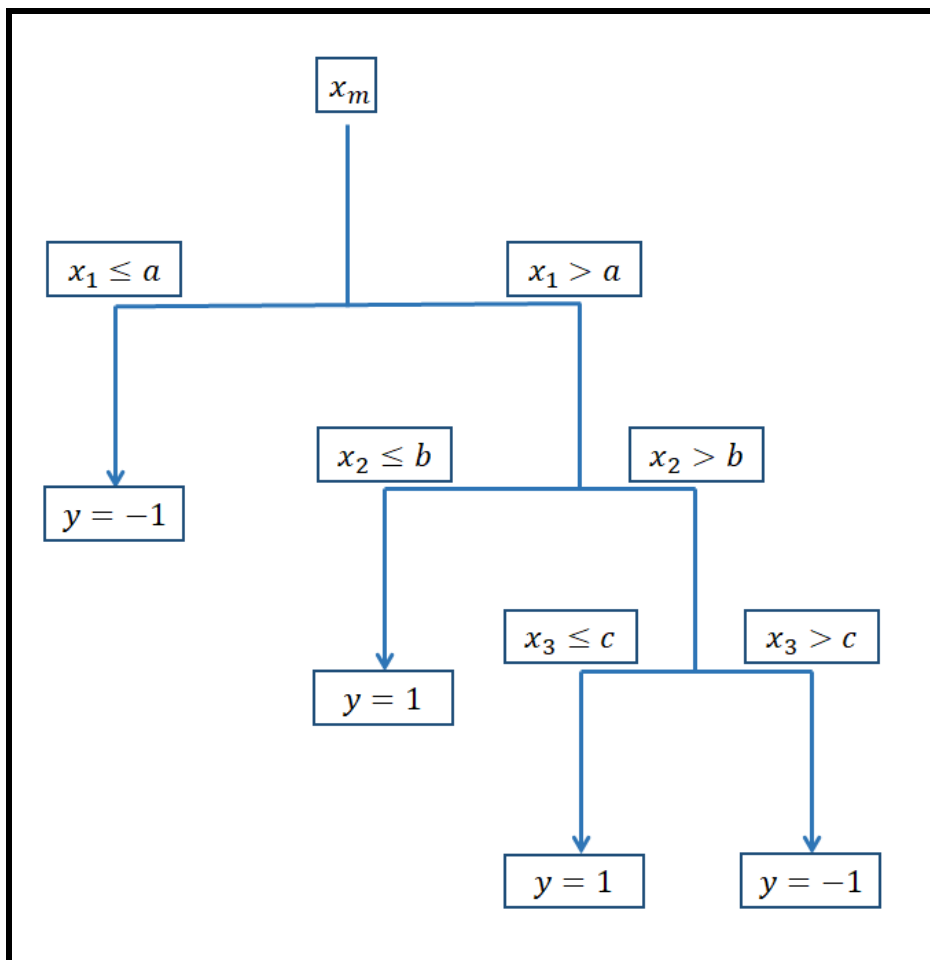 x_m
x_1 ≤ a
x_1 > a
x_2 ≤ b
x_2 > b
y = −1
x_3 ≤ c
x_3 > c
y = 1
y = 1
y = −1